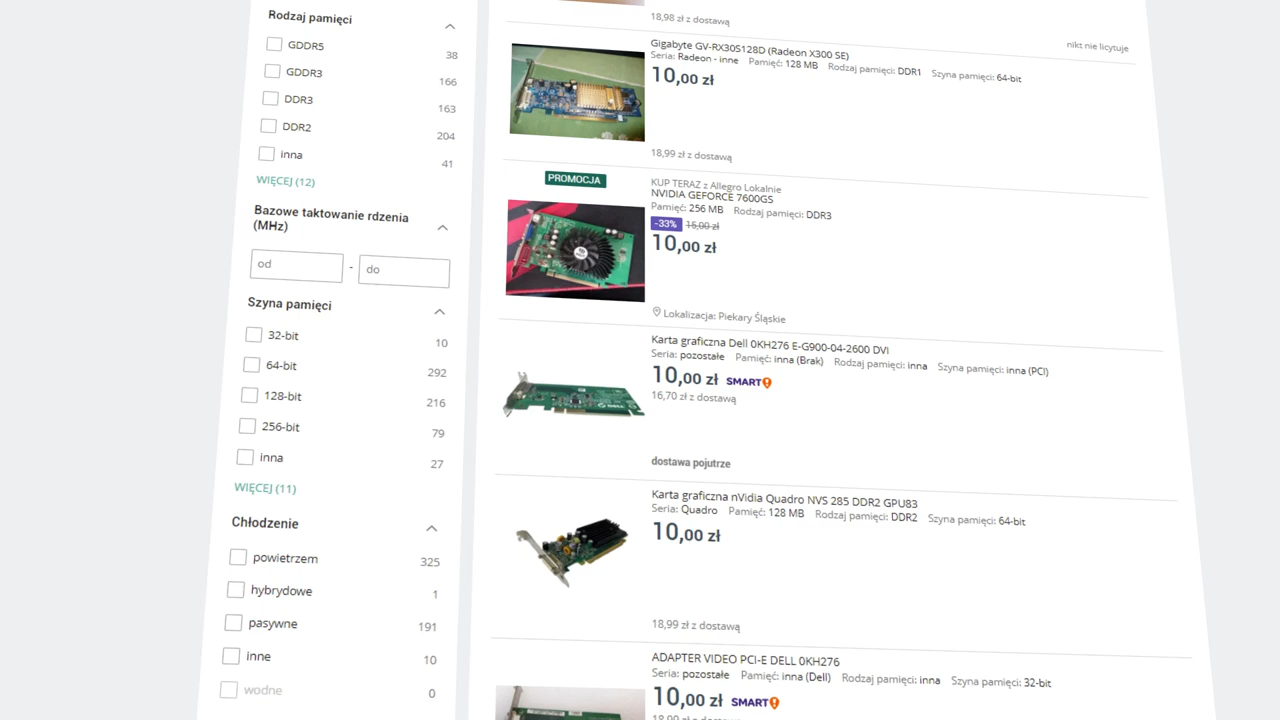 Rodzaj pamięci
GDDR5 38
GDDR3 166
DDR3 163
DDR2 204
inna 41
WIĘCEJ (12)
Bazowe taktowanie rdzenia
(MHz)
od - do
Szyna pamięci
32-bit 10
64-bit 292
128-bit 216
256-bit 79
inna 27
WIĘCEJ (11)
Chłodzenie
powietrzem 325
hybrydowe 1
pasywne 191
inne 10
wodne 0
18,98 zł z dostawą
nikt nie licytuje
Gigabyte GV-RX30S128D (Radeon X300 SE)
Seria: Radeon - inne Pamięć: 128 MB Rodzaj pamięci: DDR1 Szyna pamięci: 64-bit
10,00 zł
18,99 zł z dostawą
PROMOCJA
KUP TERAZ z Allegro Lokalnie
NVIDIA GEFORCE 7600GS
Pamięć: 256 MB Rodzaj pamięci: DDR3
-33% 15,00 zł
10,00 zł
Lokalizacja: Piekary Śląskie
Karta graficzna Dell 0KH276 E-G900-04-2600 DVI
Seria: pozostałe Pamięć: inna (Brak) Rodzaj pamięci: inna Szyna pamięci: inna (PCI)
10,00 zł SMART!
16,70 zł z dostawą
dostawa pojutrze
Karta graficzna nVidia Quadro NVS 285 DDR2 GPU83
Seria: Quadro Pamięć: 128 MB Rodzaj pamięci: DDR2 Szyna pamięci: 64-bit
10,00 zł
18,99 zł z dostawą
ADAPTER VIDEO PCI-E DELL 0KH276
Seria: pozostałe Pamięć: inna (Dell) Rodzaj pamięci: inna Szyna pamięci: 32-bit
10,00 zł SMART!
18,99 zł z dostawą